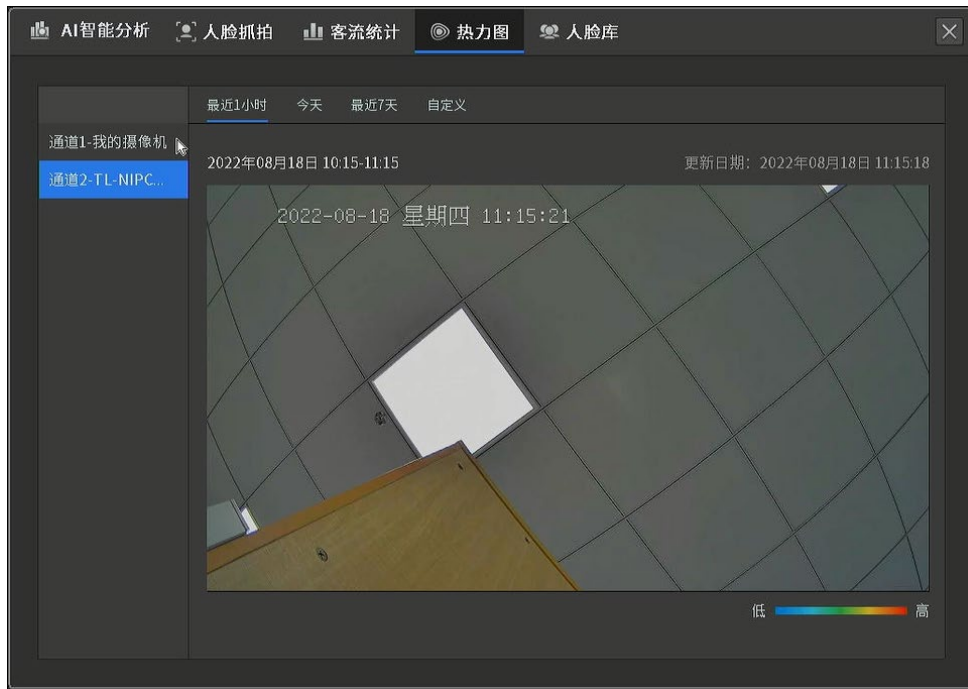 AI智能分析 人脸抓拍 客流统计 热力图 人脸库
最近1小时 今天 最近7天 自定义
通道1-我的摄像机
通道2-TL-NIPC...
2022年08月18日 10:15-11:15 更新日期：2022年08月18日 11:15:18
2022-08-18 星期四 11:15:21
低 高